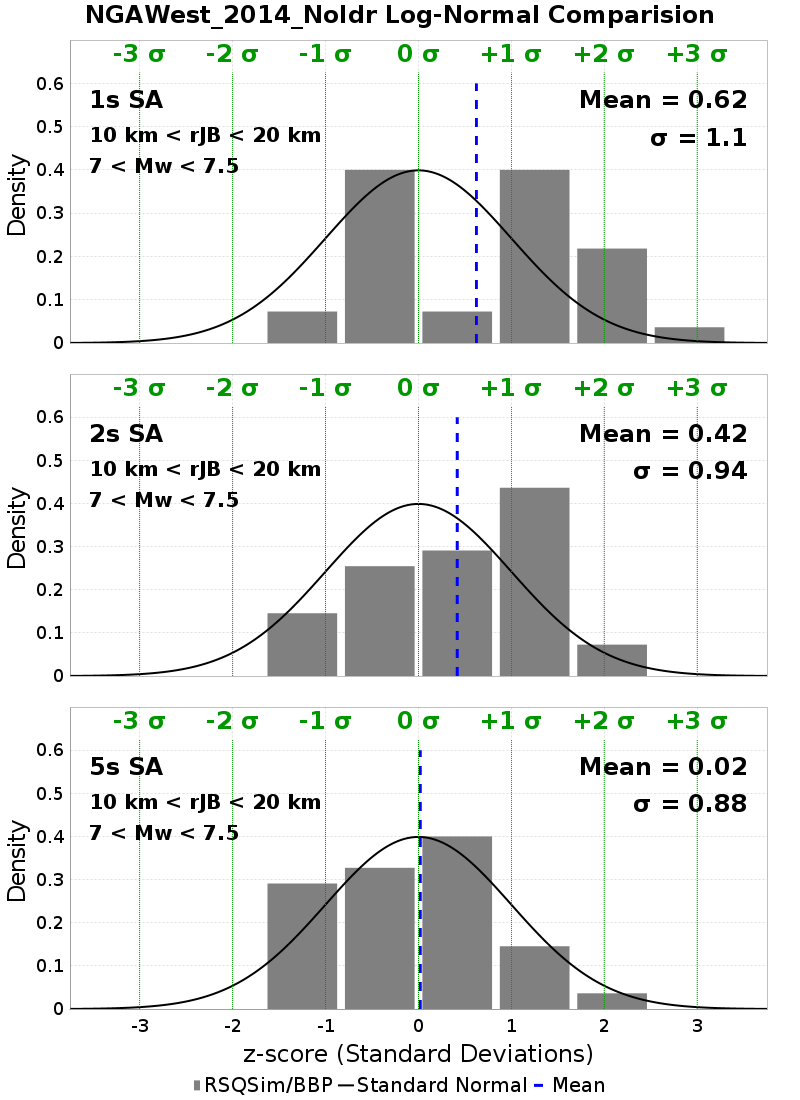 NGAWest_2014_NoIdr Log-Normal Comparision
-3 σ -2 σ -1 σ 0 σ +1 σ +2 σ +3 σ
0.6
1s SA Mean = 0.62
0.5
10 km < rJB < 20 km σ = 1.1
7 < Mw < 7.5
0.4
Density
0.3
0.2
0.1
0
-3 σ -2 σ -1 σ 0 σ +1 σ +2 σ +3 σ
0.6
2s SA Mean = 0.42
0.5
10 km < rJB < 20 km σ = 0.94
7 < Mw < 7.5
0.4
Density
0.3
0.2
0.1
0
-3 σ -2 σ -1 σ 0 σ +1 σ +2 σ +3 σ
0.6
5s SA Mean = 0.02
0.5
10 km < rJB < 20 km σ = 0.88
7 < Mw < 7.5
0.4
Density
0.3
0.2
0.1
0
-3 -2 -1 0 1 2 3
z-score (Standard Deviations)
RSQSim/BBP Standard Normal Mean